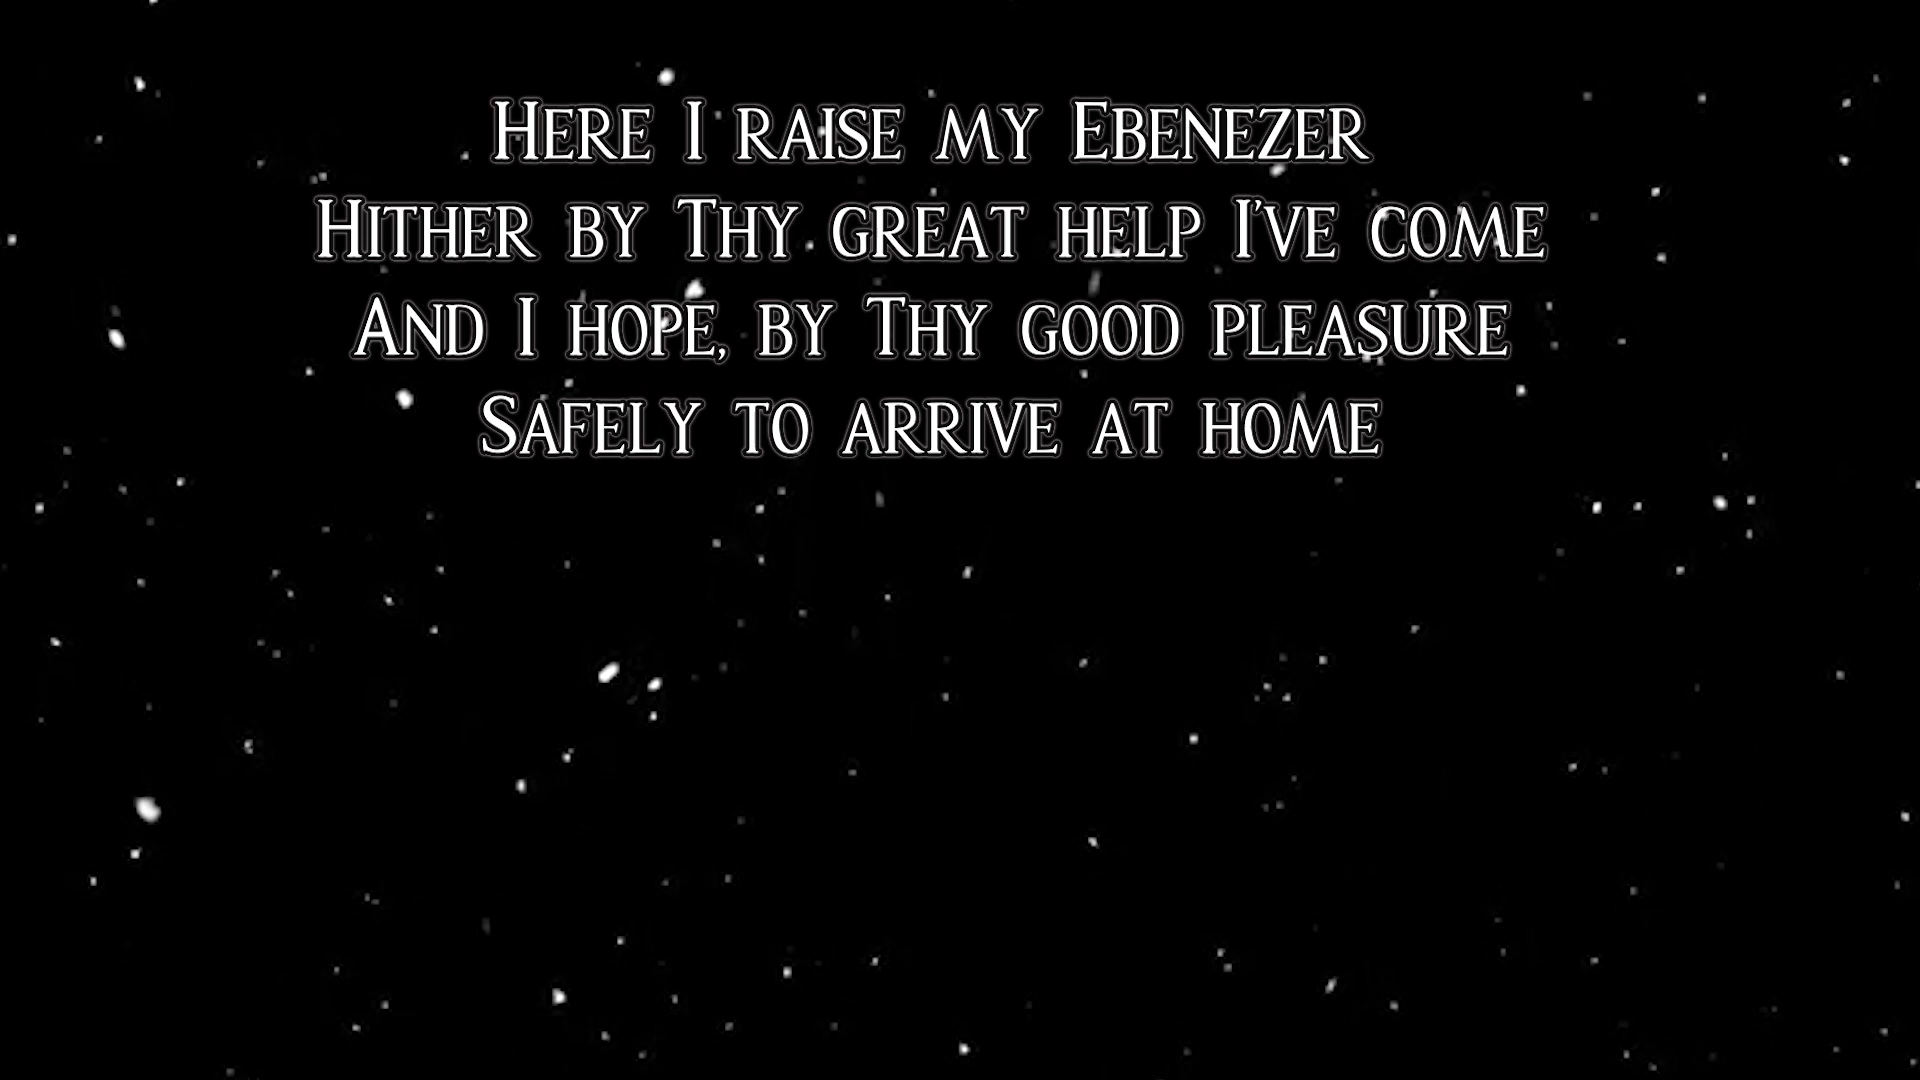 Here I raise my Ebenezer
Hither by Thy great help I've come
And I hope, by Thy good pleasure
Safely to arrive at home